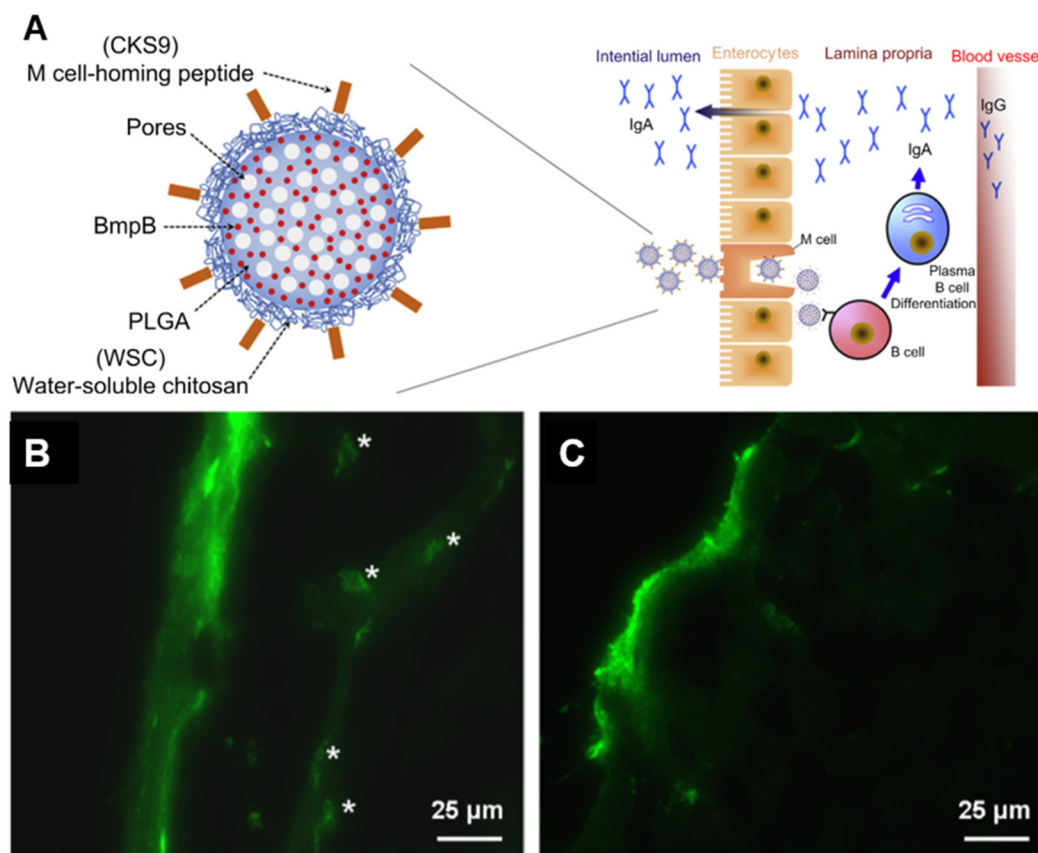 A
(CKS9)
M cell-homing peptide
Pores
BmpB
PLGA
(WSC)
Water-soluble chitosan
Intential lumen
Enterocytes
Lamina propria
Blood vesse
IgA
IgG
IgA
M cell
Plasma
B cell
Differentiation
B cell
B
*
*
*
*
*
25 µm
C
25 µm